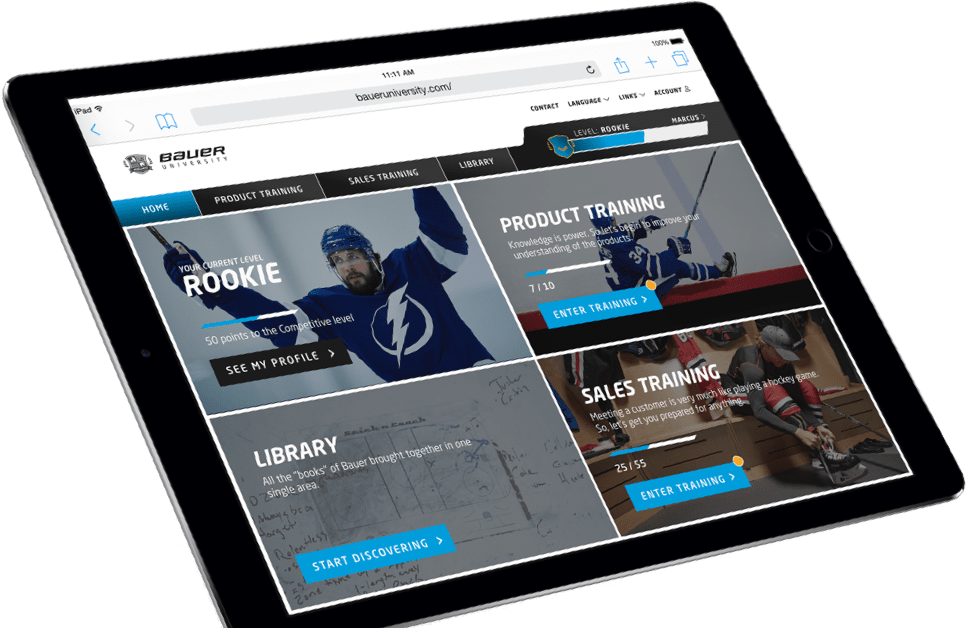 iPad
11:11 AM
100%
baueruniversity.com/
CONTACT LANGUAGE LINKS ACCOUNT
BAUER
UNIVERSITY
LEVEL: ROOKIE
MARCUS
HOME
PRODUCT TRAINING
SALES TRAINING
LIBRARY
YOUR CURRENT LEVEL
ROOKIE
50 points to the Competitive level
SEE MY PROFILE
PRODUCT TRAINING
Knowledge is power. So let's begin to improve your
understanding of the products.
7 / 10
ENTER TRAINING
34
LIBRARY
All the "books" of Bauer brought together in one
single area.
START DISCOVERING
SALES TRAINING
Meeting a customer is very much like playing a hockey game.
So, let's get you prepared for anything.
25 / 55
ENTER TRAINING